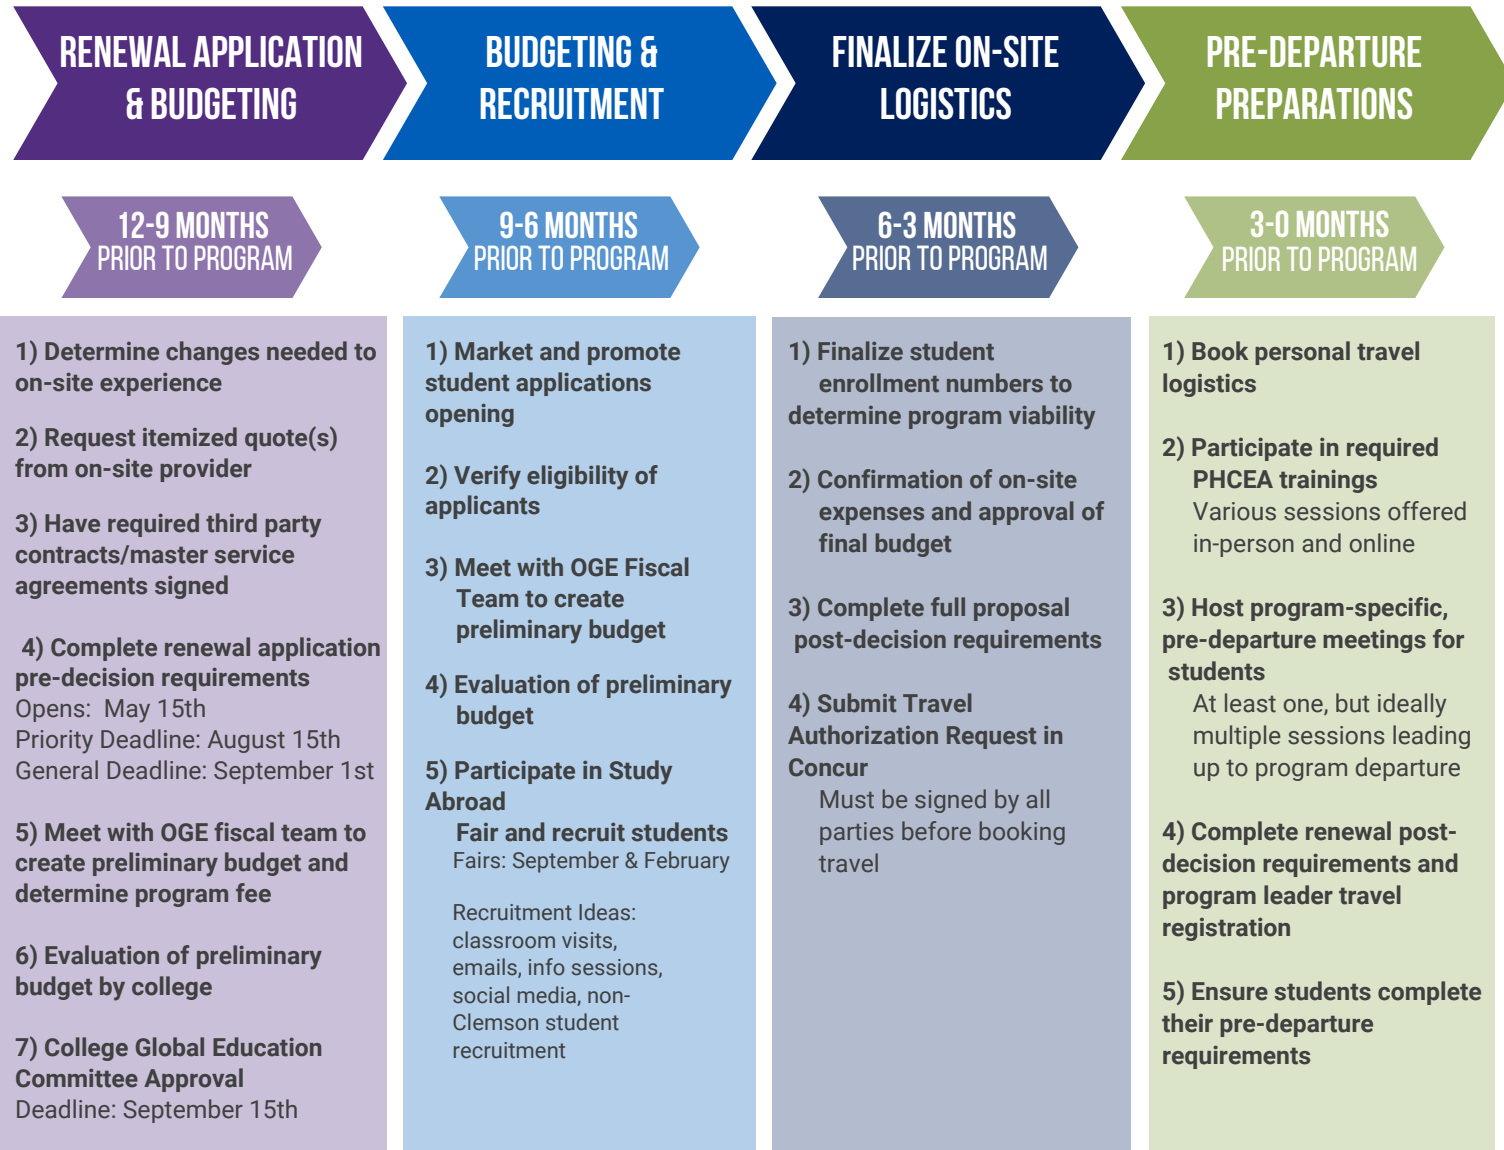 RENEWAL APPLICATION
& BUDGETING
BUDGETING &
RECRUITMENT
FINALIZE ON-SITE
LOGISTICS
PRE-DEPARTURE
PREPARATIONS
12-9 MONTHS
PRIOR TO PROGRAM
9-6 MONTHS
PRIOR TO PROGRAM
6-3 MONTHS
PRIOR TO PROGRAM
3-0 MONTHS
PRIOR TO PROGRAM
1) Determine changes needed to
on-site experience
2) Request itemized quote(s)
from on-site provider
3) Have required third party
contracts/master service
agreements signed
4) Complete renewal application
pre-decision requirements
Opens: May 15th
Priority Deadline: August 15th
General Deadline: September 1st
5) Meet with OGE fiscal team to
create preliminary budget and
determine program fee
6) Evaluation of preliminary
budget by college
7) College Global Education
Committee Approval
Deadline: September 15th
1) Market and promote
student applications
opening
2) Verify eligibility of
applicants
3) Meet with OGE Fiscal
Team to create
preliminary budget
4) Evaluation of preliminary
budget
5) Participate in Study
Abroad
Fair and recruit students
Fairs: September & February
Recruitment Ideas:
classroom visits,
emails, info sessions,
social media, non-
Clemson student
recruitment
1) Finalize student
enrollment numbers to
determine program viability
2) Confirmation of on-site
expenses and approval of
final budget
3) Complete full proposal
post-decision requirements
4) Submit Travel
Authorization Request in
Concur
Must be signed by all
parties before booking
travel
1) Book personal travel
logistics
2) Participate in required
PHCEA trainings
Various sessions offered
in-person and online
3) Host program-specific,
pre-departure meetings for
students
At least one, but ideally
multiple sessions leading
up to program departure
4) Complete renewal post-
decision requirements and
program leader travel
registration
5) Ensure students complete
their pre-departure
requirements